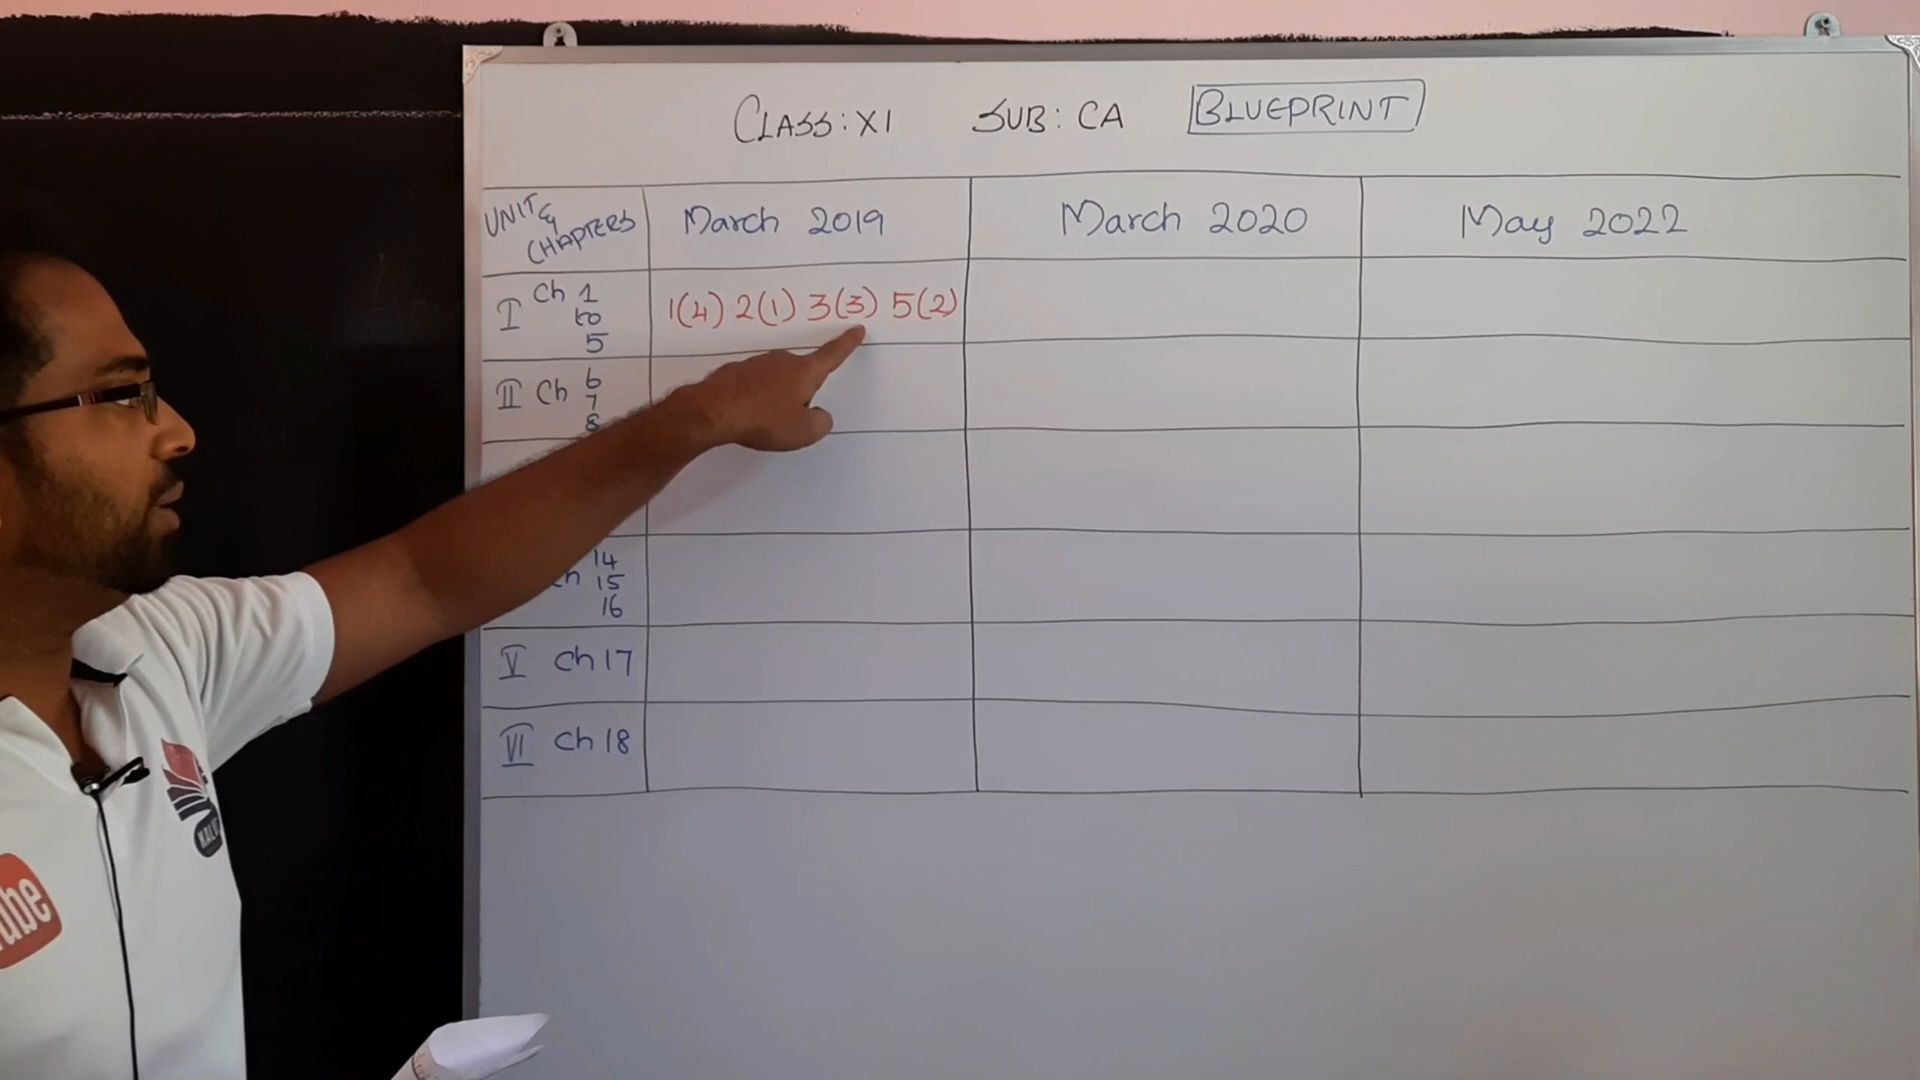 CLASS: XI SUB: CA BLUEPRINT
UNIT & CHAPTERS March 2019 March 2020 May 2022
I Ch 1 to 5 1(4) 2(1) 3(3) 5(2)
II Ch 6 7 8
14 15 16
V Ch 17
VI Ch 18
ube